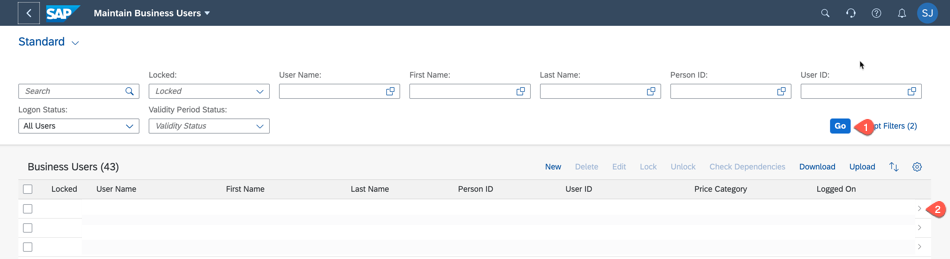 SAP Maintain Business Users SJ
Standard
Locked: User Name: First Name: Last Name: Person ID: User ID:
Search Locked
Logon Status: Validity Period Status:
All Users Validity Status Go 1 pt Filters (2)
Business Users (43) New Delete Edit Lock Unlock Check Dependencies Download Upload
Locked User Name First Name Last Name Person ID User ID Price Category Logged On
2